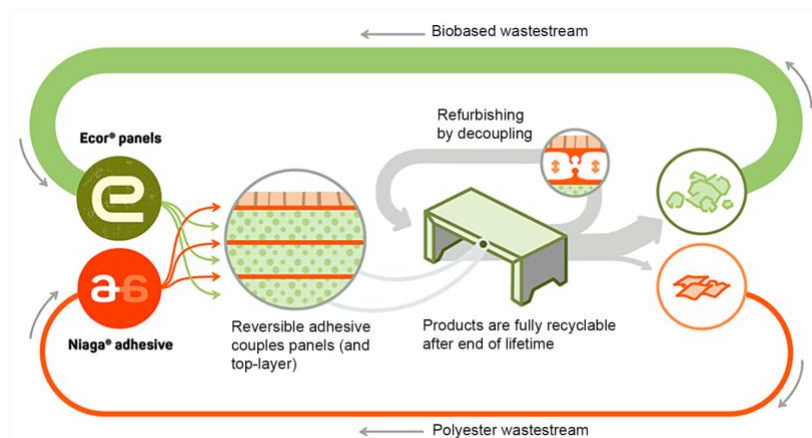 Biobased wastestream
Refurbishing
by decoupling
Ecor® panels
Niaga® adhesive
Reversible adhesive
couples panels (and
top-layer)
Products are fully recyclable
after end of lifetime
Polyester wastestream